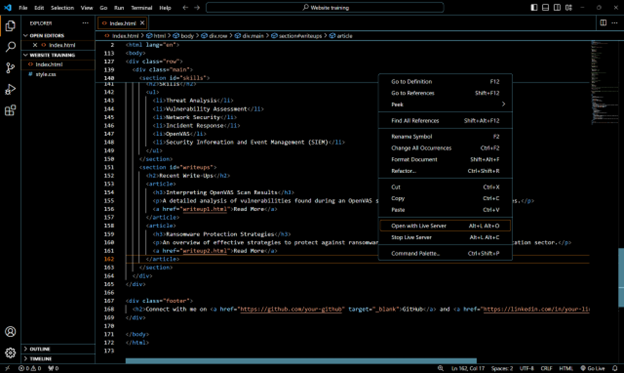 File Edit Selection View Go Run Terminal Help
Website training
EXPLORER
OPEN EDITORS
index.html
WEBSITE TRAINING
index.html
style.css
OUTLINE
TIMELINE
index.html
index.html > html > body > div.row > div.main > section#writeups > article
2 <html lang="en">
113 <body>
127 <div class="row">
139 <div class="main">
140 <section id="skills">
141 <h2>Skills</h2>
142 <ul>
143 <li>Threat Analysis</li>
144 <li>Vulnerability Assessment</li>
145 <li>Network Security</li>
146 <li>Incident Response</li>
147 <li>OpenVAS</li>
148 <li>Security Information and Event Management (SIEM)</li>
149 </ul>
150 </section>
151 <section id="writeups">
152 <h2>Recent Write-Ups</h2>
153 <article>
154 <h3>Interpreting OpenVAS Scan Results</h3>
155 <p>A detailed analysis of vulnerabilities found during an OpenVAS s
es.</p>
156 <a href="writeup1.html">Read More</a>
157 </article>
158 <article>
159 <h3>Ransomware Protection Strategies</h3>
160 <p>An overview of effective strategies to protect against ransomwar
cation sector.</p>
161 <a href="writeup2.html">Read More</a>
162 </article>
163 </section>
164 </div>
165 </div>
166
167 <div class="footer">
168 <h2>Connect with me on <a href="https://github.com/your-github" target="_blank">GitHub</a> and <a href="https://linkedin.com/in/your-li
169 </div>
170
171 </body>
172 </html>
173
Go to Definition F12
Go to References Shift+F12
Peek
Find All References Shift+Alt+F12
Rename Symbol F2
Change All Occurrences Ctrl+F2
Format Document Shift+Alt+F
Refactor... Ctrl+Shift+R
Cut Ctrl+X
Copy Ctrl+C
Paste Ctrl+V
Open with Live Server Alt+L Alt+O
Stop Live Server Alt+L Alt+C
Command Palette... Ctrl+Shift+P
0 0 0 Ln 162, Col 17 Spaces: 2 UTF-8 CRLF HTML Go Live